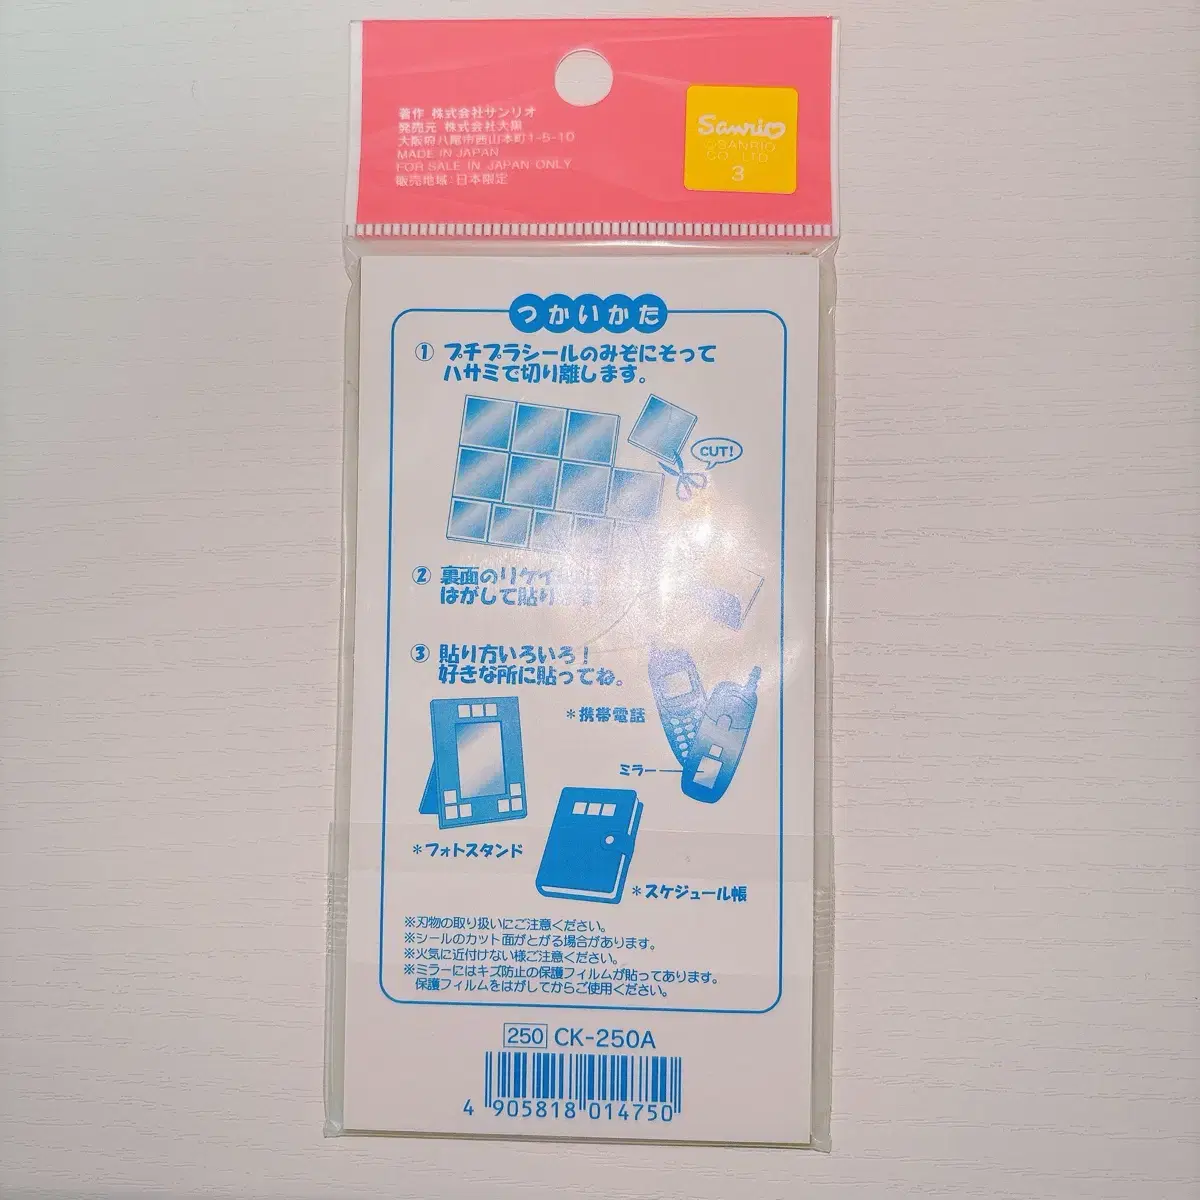 著作 株式会社サンリオ
発売元 株式会社大黒
大阪府八尾市西山本町1-5-10
MADE IN JAPAN
FOR SALE IN JAPAN ONLY
販売地域:日本限定
Sanrio
©SANRIO
CO., LTD.
3
つかいかた
① プチプラシールのみぞにそって
ハサミで切り離します。
CUT!
② 裏面のリケイ
はがして貼ります
③ 貼り方いろいろ!
好きな所に貼ってね。
*携帯電話
ミラー
*フォトスタンド
*スケジュール帳
※刃物の取り扱いにご注意ください。
※シールのカット面がとがる場合があります。
※火気に近付けない様ご注意ください。
※ミラーにはキズ防止の保護フィルムが貼ってあります。
保護フィルムをはがしてからご使用ください。
250 CK-250A
4 905818 014750